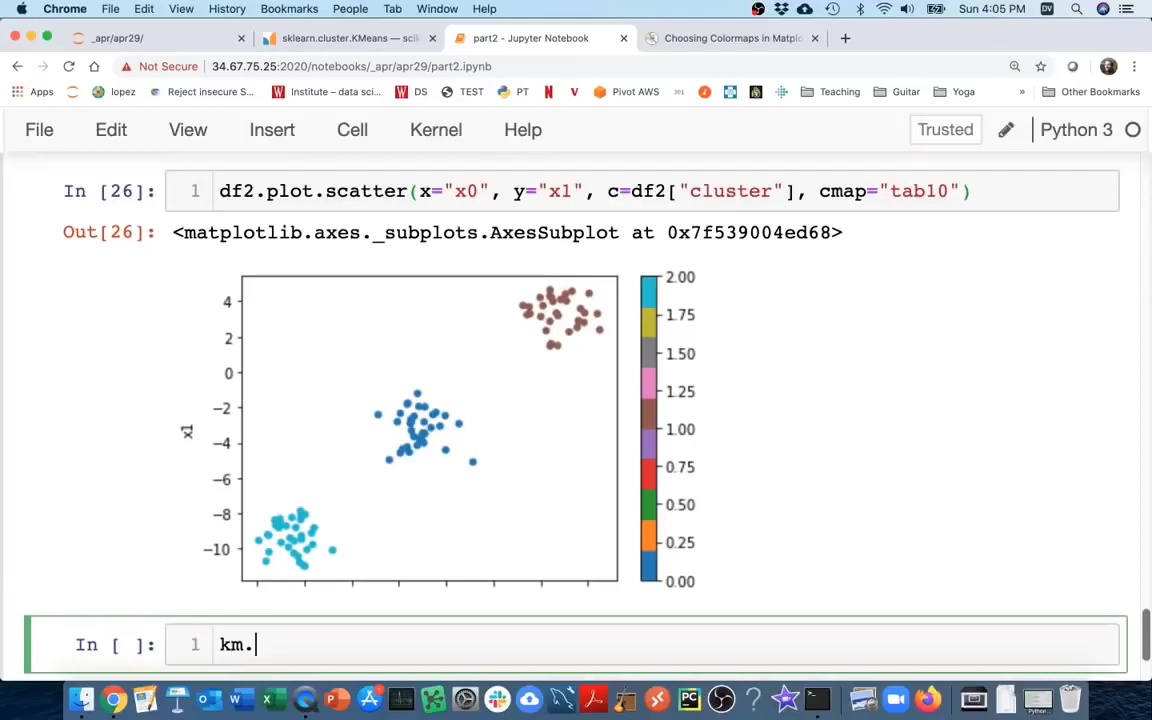 Chrome File Edit View History Bookmarks People Tab Window Help Sun 4:05 PM
_apr/apr29/ sklearn.cluster.KMeans — scik part2 - Jupyter Notebook Choosing Colormaps in Matplo
Not Secure 34.67.75.25:2020/notebooks/_apr/apr29/part2.ipynb
Apps lopez Reject insecure S... Institute – data sci... DS TEST PT Pivot AWS 301 Teaching Guitar Yoga » Other Bookmarks
File Edit View Insert Cell Kernel Help Trusted Python 3
In [26]: 1 df2.plot.scatter(x="x0", y="x1", c=df2["cluster"], cmap="tab10")
Out[26]: <matplotlib.axes._subplots.AxesSubplot at 0x7f539004ed68>
x1
4
2
0
−2
−4
−6
−8
−10
2.00
1.75
1.50
1.25
1.00
0.75
0.50
0.25
0.00
In [ ]: 1 km.